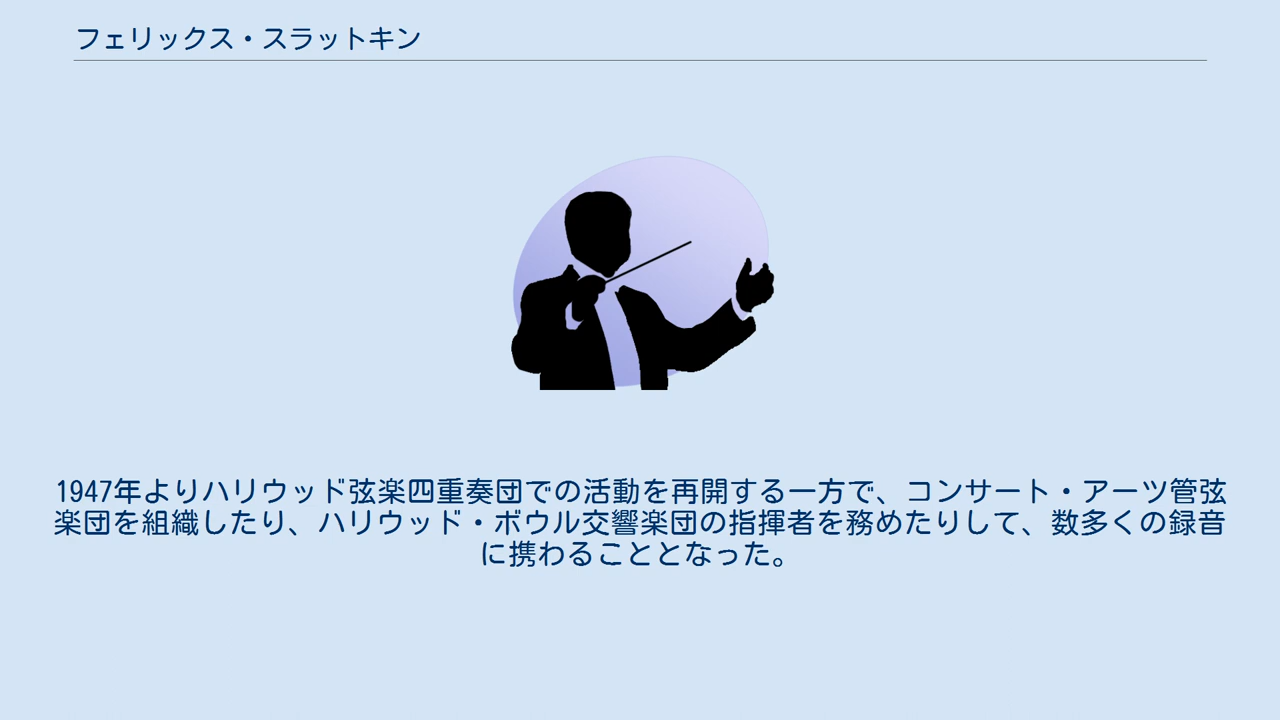 フェリックス・スラットキン
1947年よりハリウッド弦楽四重奏団での活動を再開する一方で、コンサート・アーツ管弦
楽団を組織したり、ハリウッド・ボウル交響楽団の指揮者を務めたりして、数多くの録音
に携わることとなった。